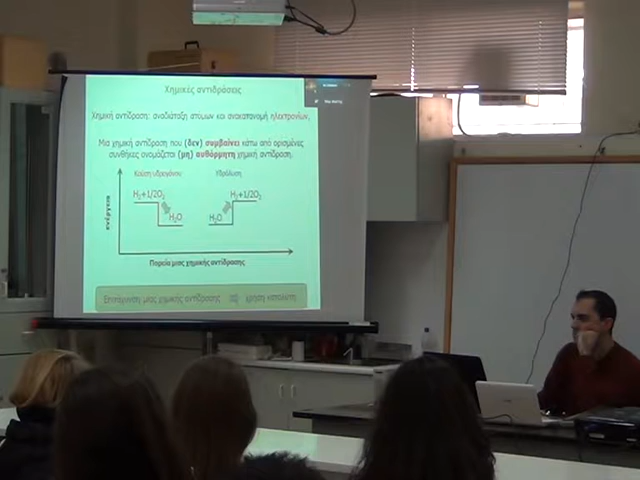 Χημικές αντιδράσεις
Χημική αντίδραση: αναδιάταξη ατόμων και ανακατανομή ηλεκτρονίων.
Μια χημική αντίδραση που (δεν) συμβαίνει κάτω από ορισμένες
συνθήκες ονομάζεται (μη) αυθόρμητη χημική αντίδραση.
Καύση υδρογόνου
Υδρόλυση
H₂+1/2O₂
H₂O
H₂+1/2O₂
H₂O
ενέργεια
Πορεία μιας χημικής αντίδρασης
Επιτάχυνση μιας χημικής αντίδρασης
χρήση καταλύτη